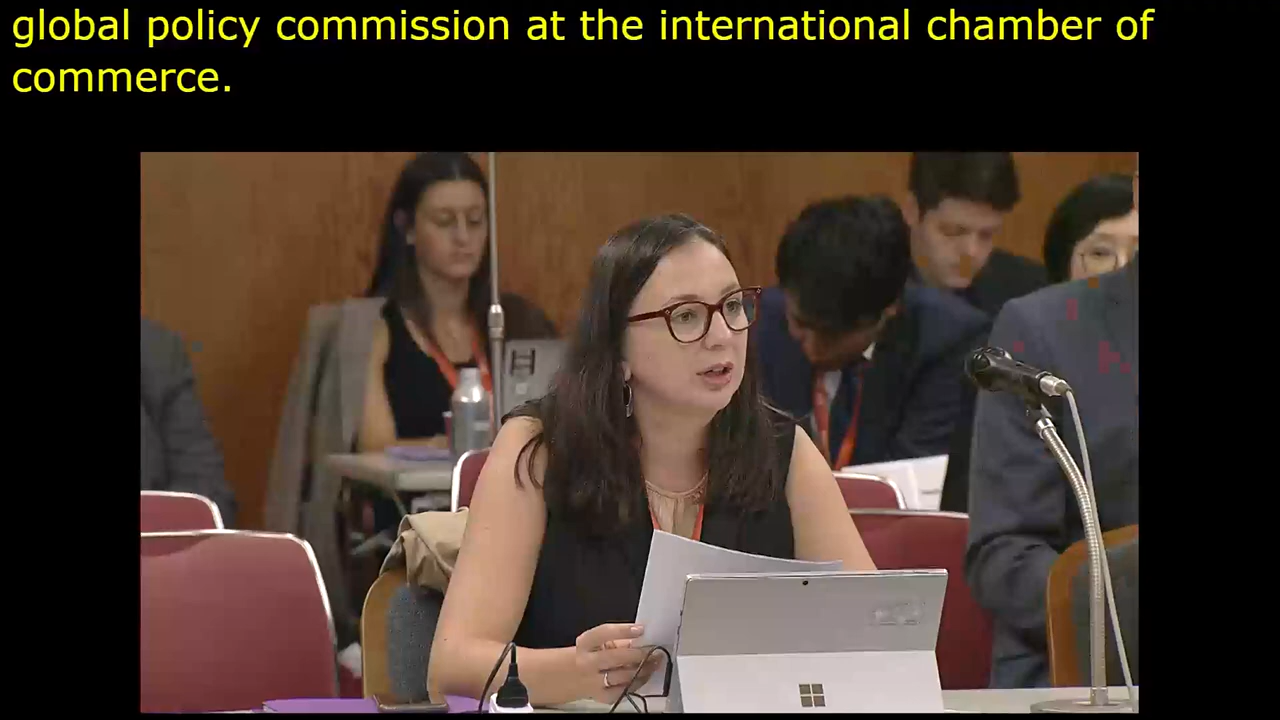 global policy commission at the international chamber of
commerce.